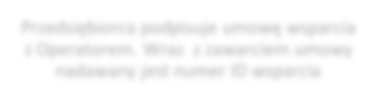 Przedsiębiorca podpisuje umowę wsparcia
z Operatorem. Wraz z zawarciem umowy
nadawany jest numer ID wsparcia